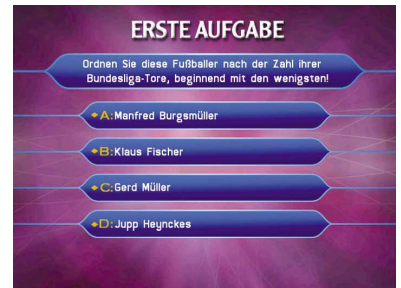 ERSTE AUFGABE
Ordnen Sie diese Fußballer nach der Zahl ihrer
Bundesliga-Tore, beginnend mit den wenigsten!
A:Manfred Burgsmüller
B:Klaus Fischer
C:Gerd Müller
D:Jupp Heynckes